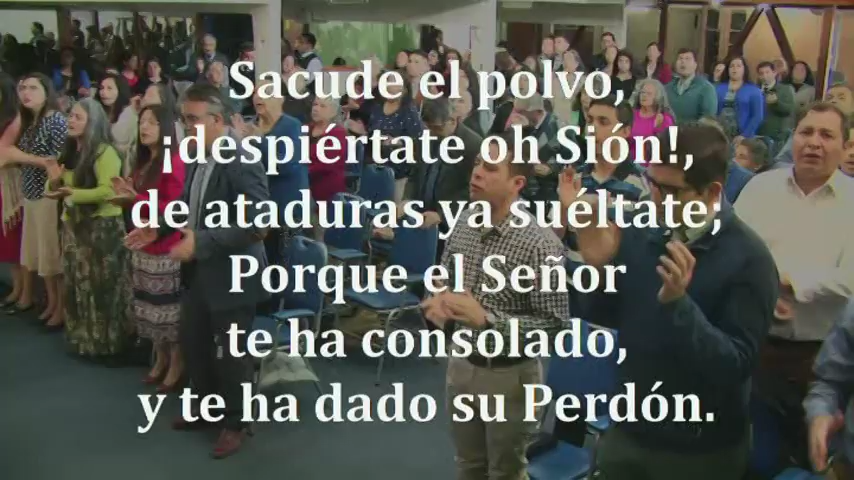 Sacude el polvo,
¡despiértate oh Sión!,
de ataduras ya suéltate;
Porque el Señor
te ha consolado,
y te ha dado su Perdón.